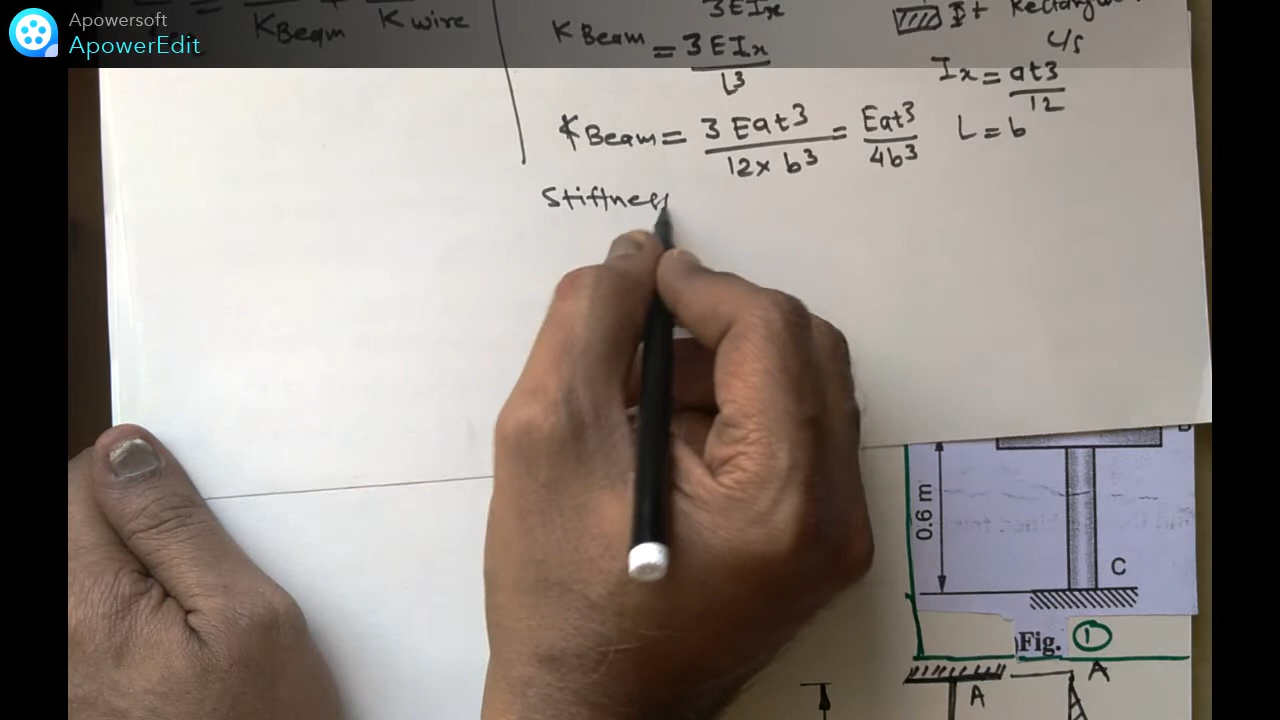 Apowersoft
ApowerEdit
K Beam K wire
3EIx
K Beam = 3EIx
L3
It Rectangular
c/s
Ix = at3
12
K Beam = 3Eat3 = Eat3 L = b
12x b3 4b3
Stiffness
0.6 m
C
Fig. 1
A
A